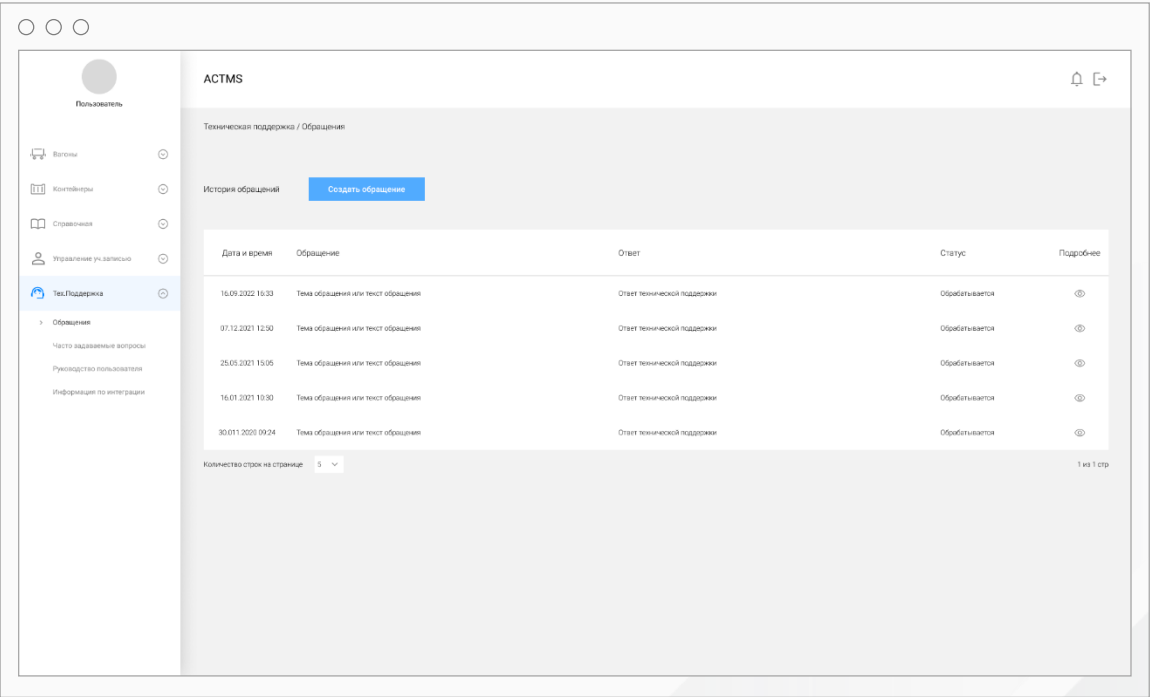 Пользователь
ACTMS
Вагоны
Контейнеры
Справочная
Управление уч.записью
Тех.Поддержка
Обращения
Часто задаваемые вопросы
Руководство пользователя
Информация по интеграции
Техническая поддержка / Обращения
История обращений Создать обращение
Дата и время Обращение Ответ Статус Подробнее
16.09.2022 16:33 Тема обращения или текст обращения Ответ технической поддержки Обрабатывается
07.12.2021 12:50 Тема обращения или текст обращения Ответ технической поддержки Обрабатывается
25.05.2021 15:05 Тема обращения или текст обращения Ответ технической поддержки Обрабатывается
16.01.2021 10:30 Тема обращения или текст обращения Ответ технической поддержки Обрабатывается
30.011.2020 09:24 Тема обращения или текст обращения Ответ технической поддержки Обрабатывается
Количество строк на странице 5 1 из 1 стр